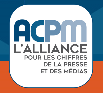 ACPM
L'ALLIANCE
POUR LES CHIFFRES
DE LA PRESSE
ET DES MÉDIAS